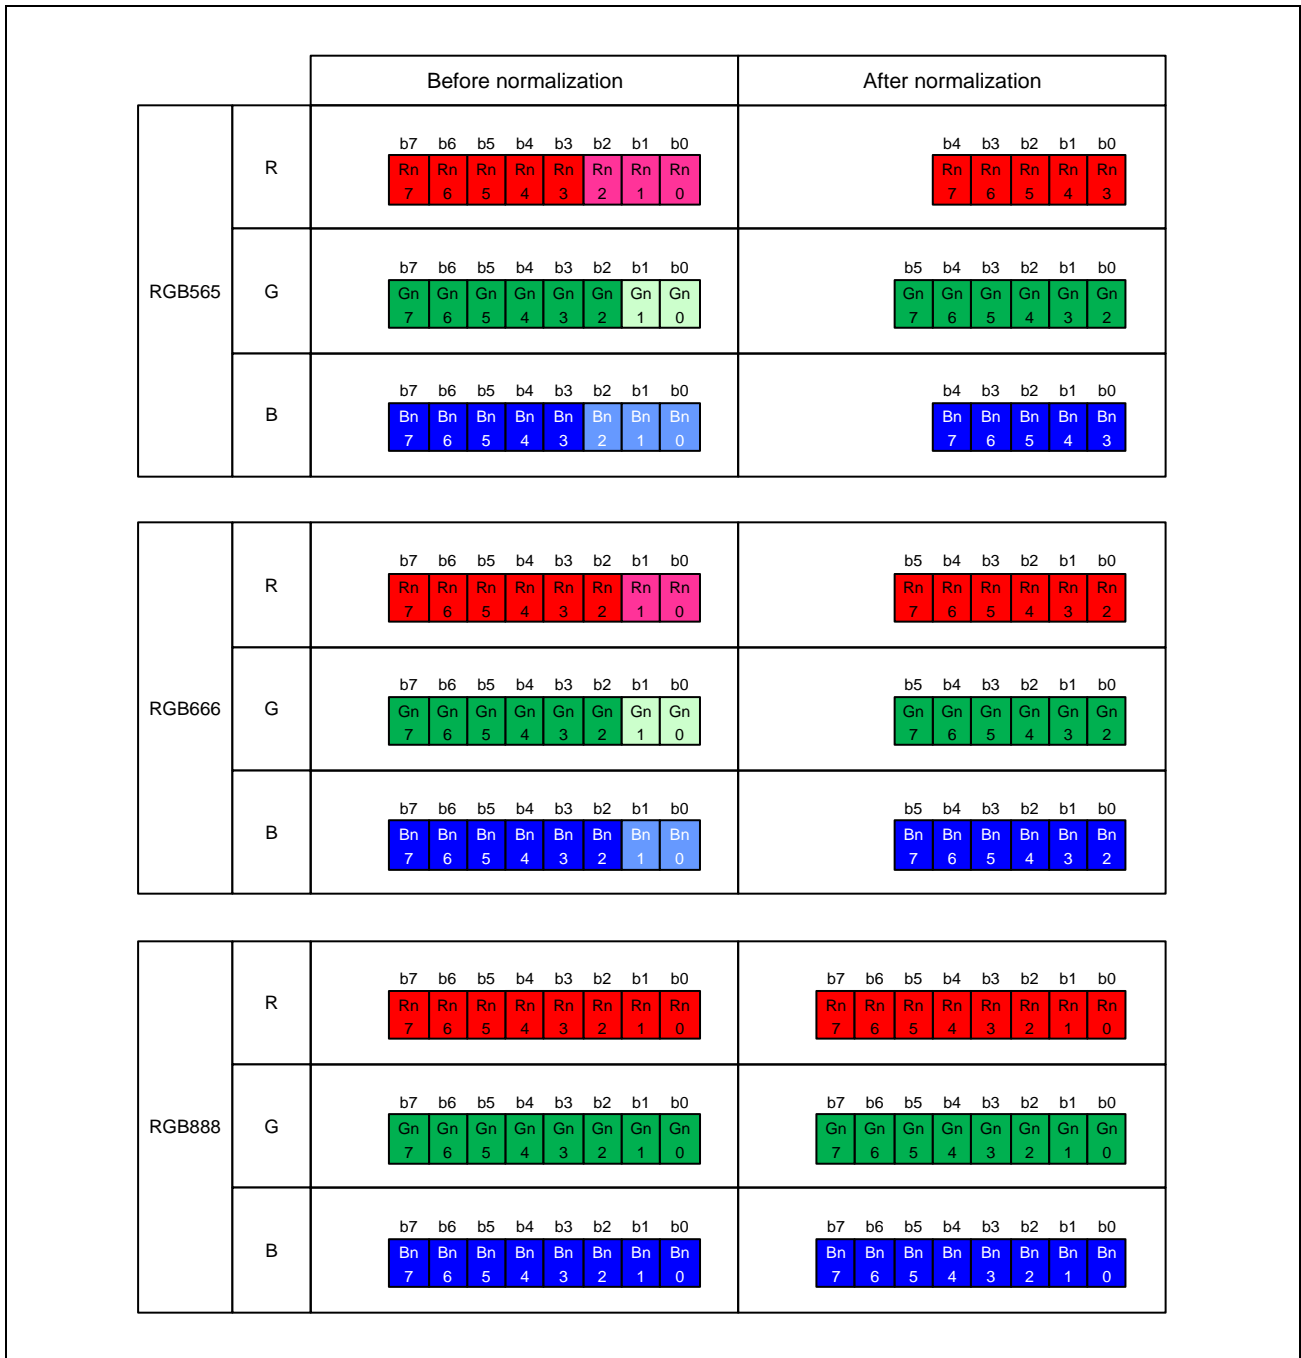 Before normalization After normalization
b7 b6 b5 b4 b3 b2 b1 b0 b4 b3 b2 b1 b0
R Rn Rn Rn Rn Rn Rn Rn Rn Rn Rn Rn Rn Rn
7 6 5 4 3 2 1 0 7 6 5 4 3
b7 b6 b5 b4 b3 b2 b1 b0 b5 b4 b3 b2 b1 b0
RGB565 G Gn Gn Gn Gn Gn Gn Gn Gn Gn Gn Gn Gn Gn Gn
7 6 5 4 3 2 1 0 7 6 5 4 3 2
b7 b6 b5 b4 b3 b2 b1 b0 b4 b3 b2 b1 b0
B Bn Bn Bn Bn Bn Bn Bn Bn Bn Bn Bn Bn Bn
7 6 5 4 3 2 1 0 7 6 5 4 3
b7 b6 b5 b4 b3 b2 b1 b0 b5 b4 b3 b2 b1 b0
R Rn Rn Rn Rn Rn Rn Rn Rn Rn Rn Rn Rn Rn Rn
7 6 5 4 3 2 1 0 7 6 5 4 3 2
b7 b6 b5 b4 b3 b2 b1 b0 b5 b4 b3 b2 b1 b0
RGB666 G Gn Gn Gn Gn Gn Gn Gn Gn Gn Gn Gn Gn Gn Gn
7 6 5 4 3 2 1 0 7 6 5 4 3 2
b7 b6 b5 b4 b3 b2 b1 b0 b5 b4 b3 b2 b1 b0
B Bn Bn Bn Bn Bn Bn Bn Bn Bn Bn Bn Bn Bn Bn
7 6 5 4 3 2 1 0 7 6 5 4 3 2
b7 b6 b5 b4 b3 b2 b1 b0 b7 b6 b5 b4 b3 b2 b1 b0
R Rn Rn Rn Rn Rn Rn Rn Rn Rn Rn Rn Rn Rn Rn Rn Rn
7 6 5 4 3 2 1 0 7 6 5 4 3 2 1 0
b7 b6 b5 b4 b3 b2 b1 b0 b7 b6 b5 b4 b3 b2 b1 b0
RGB888 G Gn Gn Gn Gn Gn Gn Gn Gn Gn Gn Gn Gn Gn Gn Gn Gn
7 6 5 4 3 2 1 0 7 6 5 4 3 2 1 0
b7 b6 b5 b4 b3 b2 b1 b0 b7 b6 b5 b4 b3 b2 b1 b0
B Bn Bn Bn Bn Bn Bn Bn Bn Bn Bn Bn Bn Bn Bn Bn Bn
7 6 5 4 3 2 1 0 7 6 5 4 3 2 1 0